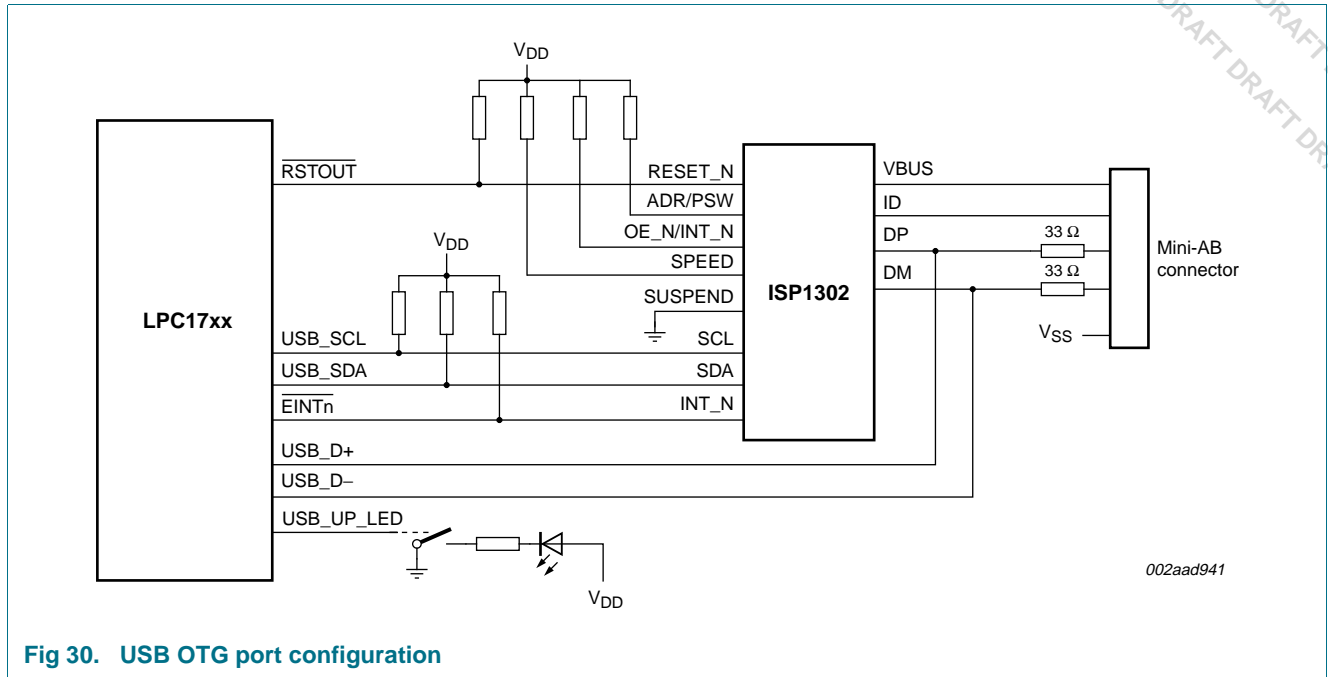 DRAFT DRAFT DRAFT
DRAFT DRAFT
VDD
RSTOUT
RESET_N
VBUS
ADR/PSW
ID
OE_N/INT_N
DP
33 Ω
VDD
SPEED
DM
33 Ω
Mini-AB
connector
SUSPEND
ISP1302
LPC17xx
VSS
USB_SCL
SCL
USB_SDA
SDA
EINTn
INT_N
USB_D+
USB_D−
USB_UP_LED
VDD
002aad941
Fig 30. USB OTG port configuration